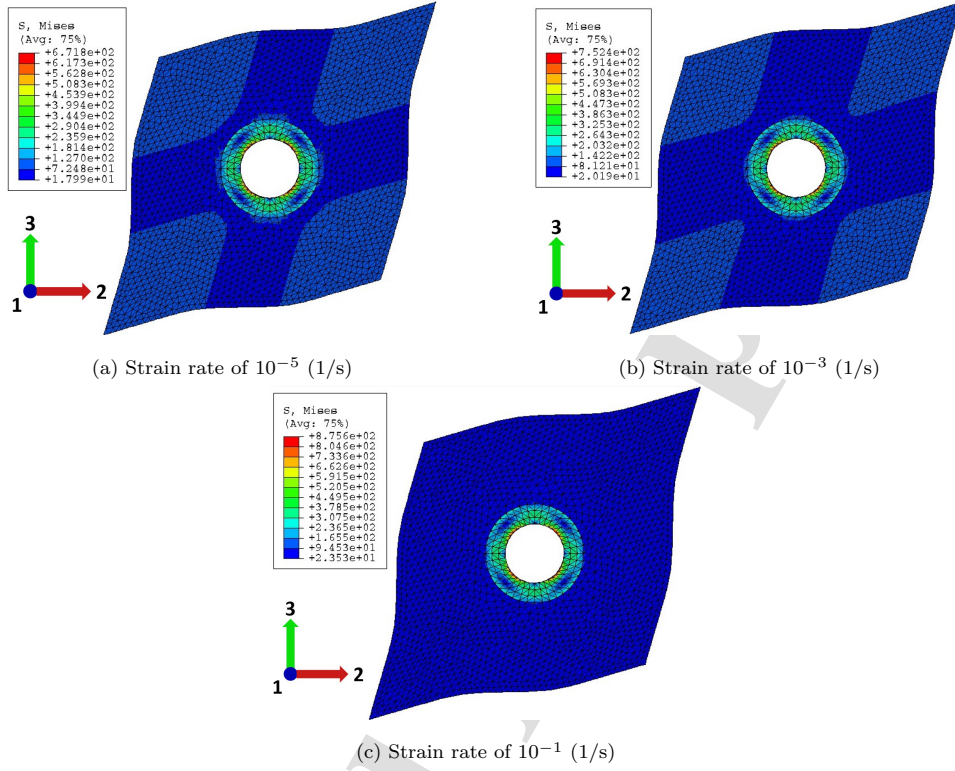 S, Mises
(Avg: 75%)
+6.718e+02
+6.173e+02
+5.628e+02
+5.083e+02
+4.539e+02
+3.994e+02
+3.449e+02
+2.904e+02
+2.359e+02
+1.814e+02
+1.270e+02
+7.248e+01
+1.799e+01
3
1
2
(a) Strain rate of 10⁻⁵ (1/s)
S, Mises
(Avg: 75%)
+7.524e+02
+6.914e+02
+6.304e+02
+5.693e+02
+5.083e+02
+4.473e+02
+3.863e+02
+3.253e+02
+2.643e+02
+2.032e+02
+1.422e+02
+8.121e+01
+2.019e+01
3
1
2
(b) Strain rate of 10⁻³ (1/s)
S, Mises
(Avg: 75%)
+8.756e+02
+8.046e+02
+7.336e+02
+6.626e+02
+5.915e+02
+5.205e+02
+4.495e+02
+3.785e+02
+3.075e+02
+2.365e+02
+1.655e+02
+9.453e+01
+2.353e+01
3
1
2
(c) Strain rate of 10⁻¹ (1/s)